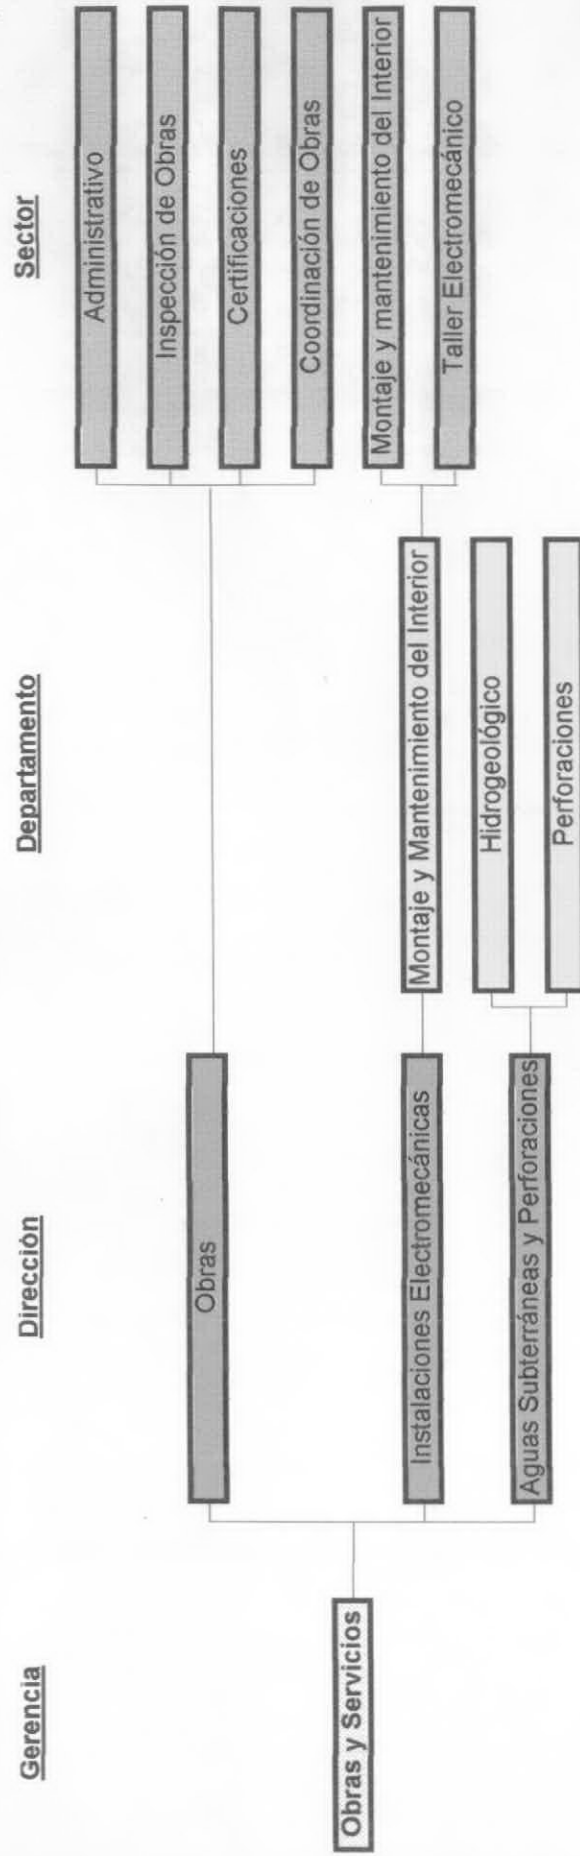 Gerencia
Dirección
Departamento
Sector
Obras y Servicios
Obras
Instalaciones Electromecánicas
Aguas Subterráneas y Perforaciones
Montaje y Mantenimiento del Interior
Hidrogeológico
Perforaciones
Administrativo
Inspección de Obras
Certificaciones
Coordinación de Obras
Montaje y mantenimiento del Interior
Taller Electromecánico